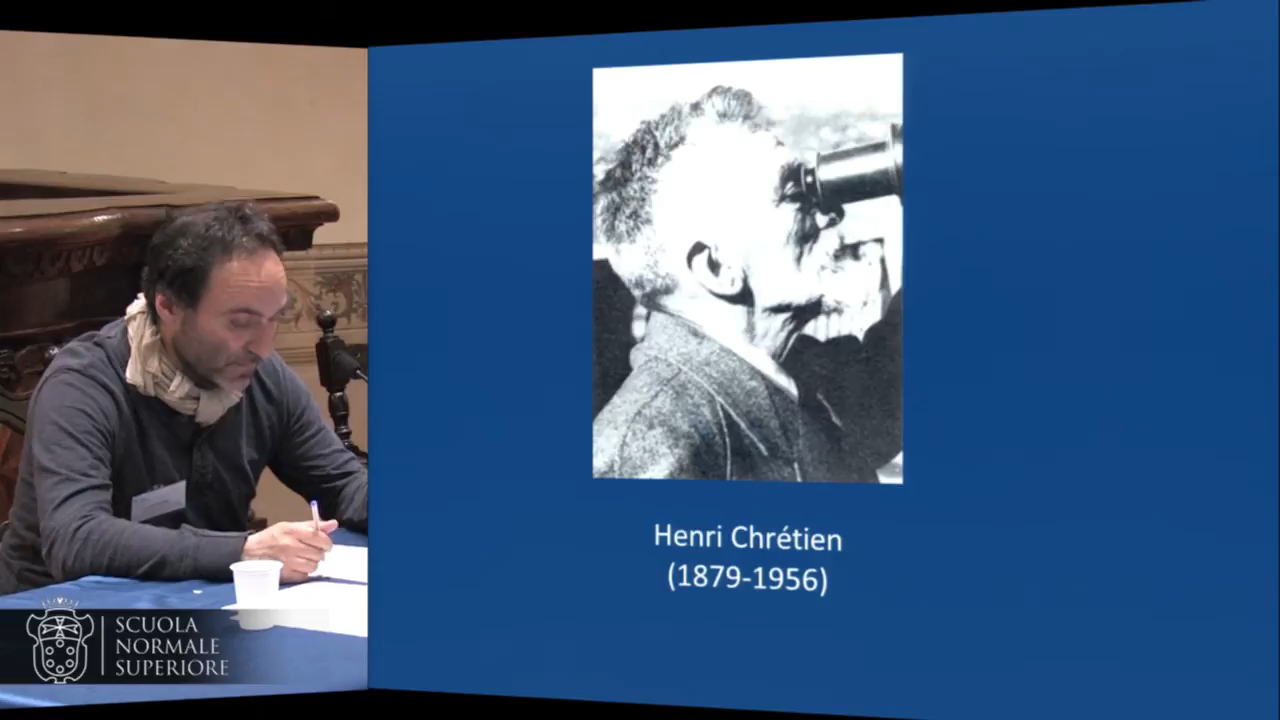 Henri Chrétien
(1879-1956)
SCUOLA
NORMALE
SUPERIORE